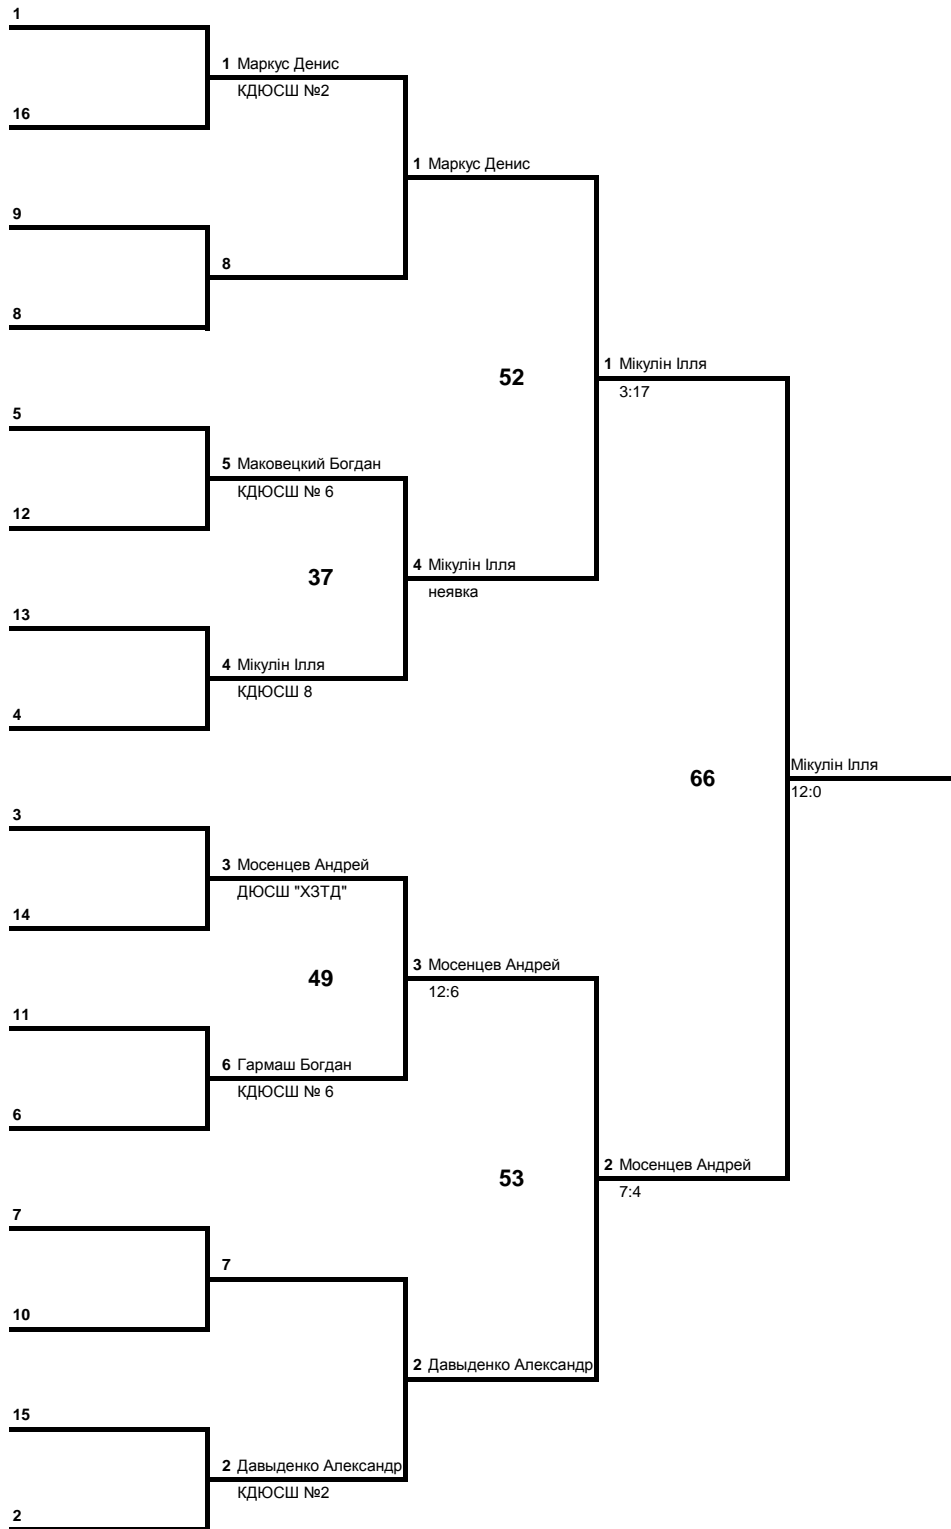 1
1 Маркус Денис
КДЮСШ №2
16
1 Маркус Денис
9
8
8
52
1 Мікулін Ілля
3:17
5
5 Маковецкий Богдан
КДЮСШ № 6
12
37
4 Мікулін Ілля
неявка
13
4 Мікулін Ілля
КДЮСШ 8
4
66
Мікулін Ілля
12:0
3
3 Мосенцев Андрей
ДЮСШ "ХЗТД"
14
49
3 Мосенцев Андрей
12:6
11
6 Гармаш Богдан
КДЮСШ № 6
6
53
2 Мосенцев Андрей
7:4
7
7
10
2 Давыденко Александр
15
2 Давыденко Александр
КДЮСШ №2
2